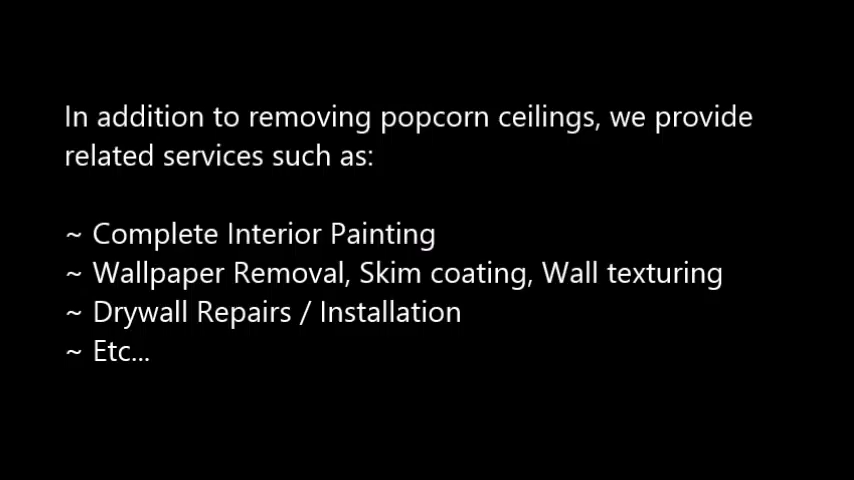 In addition to removing popcorn ceilings, we provide
related services such as:
~ Complete Interior Painting
~ Wallpaper Removal, Skim coating, Wall texturing
~ Drywall Repairs / Installation
~ Etc...